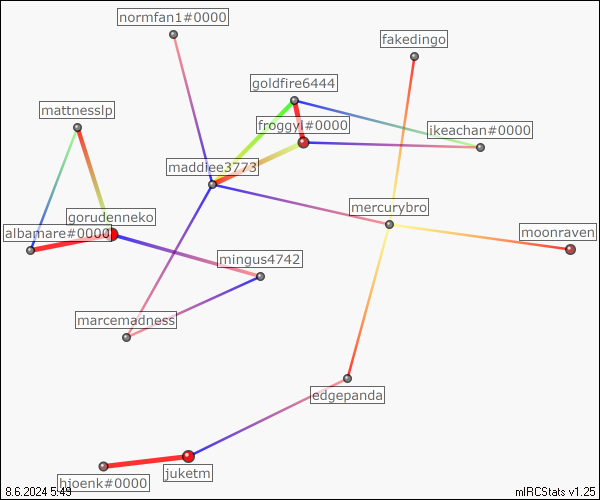 normfan1#0000
fakedingo
goldfire6444
mattnesslp
froggyl#0000
ikeachan#0000
maddiee3773
mercurybro
gorudenneko
albamare#0000
moonraven
mingus4742
marcemadness
edgepanda
juketm
hjoenk#0000
8.6.2024 5:49
mIRCStats v1.25